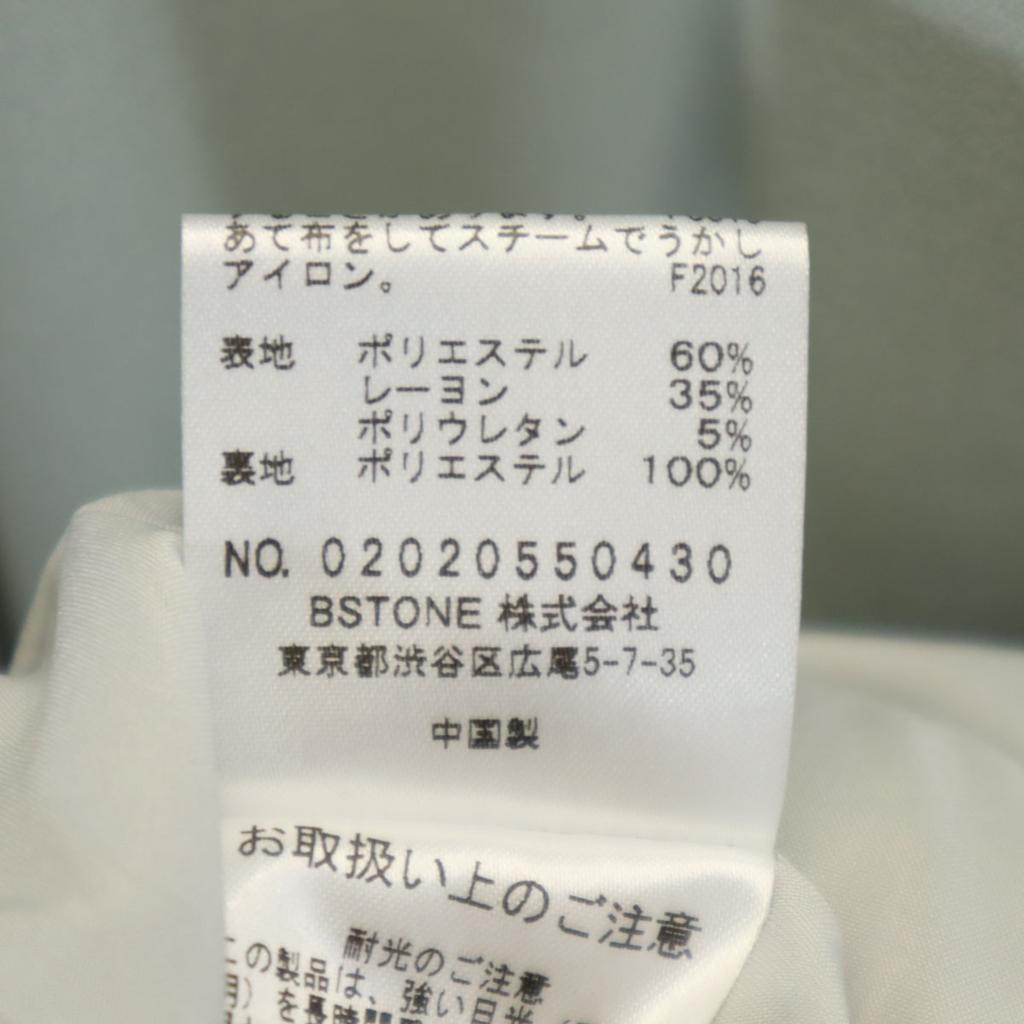 あて布をしてスチームでうかし
アイロン。 F2016
表地 ポリエステル 60%
レーヨン 35%
ポリウレタン 5%
裏地 ポリエステル 100%
NO. 02020550430
BSTONE 株式会社
東京都渋谷区広尾5-7-35
中国製
お取扱い上のご注意
耐光のご注意
この製品は、強い日光
を長時間